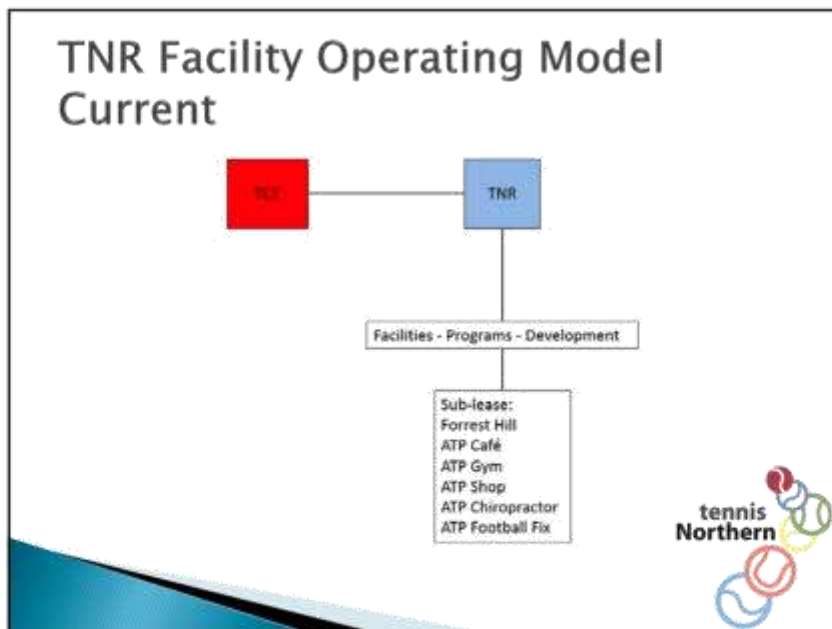 TNR Facility Operating Model
Current
TNR
Facilities - Programs - Development
Sub-lease:
Forrest Hill
ATP Café
ATP Gym
ATP Shop
ATP Chiropractor
ATP Football Fix
tennis
Northern